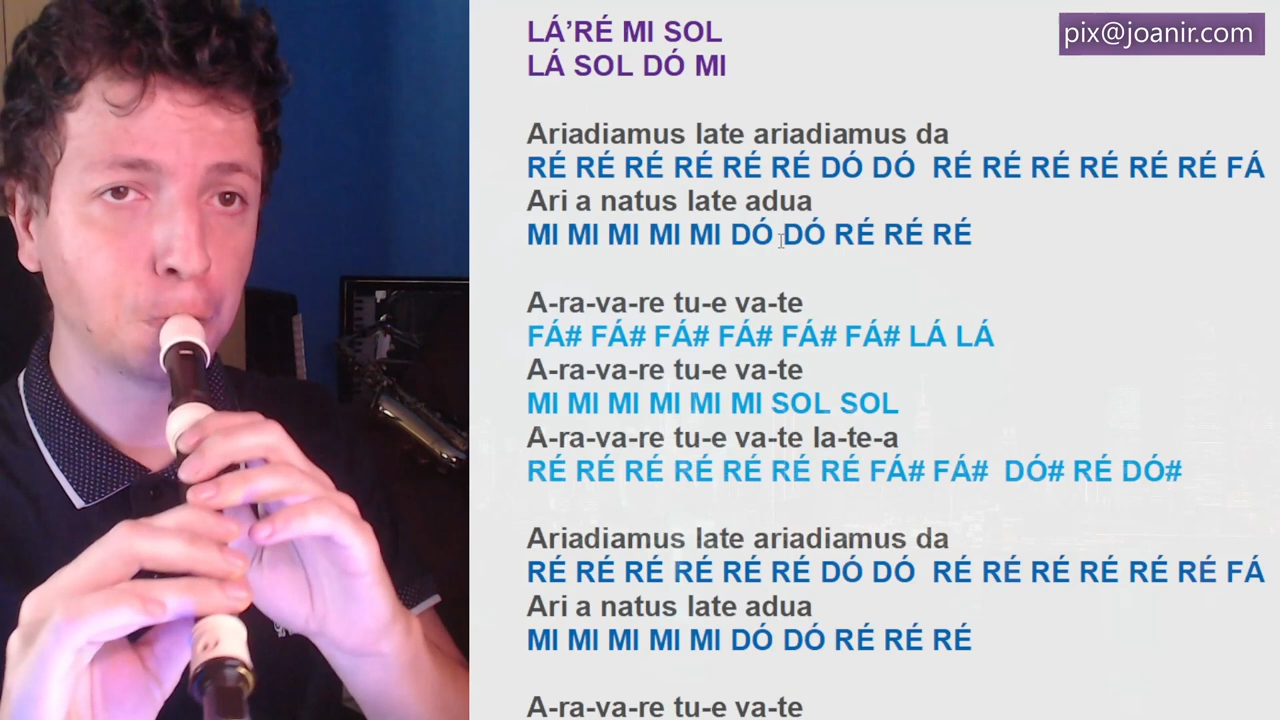 LÁ’RÉ MI SOL
pix@joanir.com
LÁ SOL DÓ MI
Ariadiamus late ariadiamus da
RÉ RÉ RÉ RÉ RÉ RÉ DÓ DÓ  RÉ RÉ RÉ RÉ RÉ RÉ FÁ
Ari a natus late adua
MI MI MI MI MI DÓ DÓ RÉ RÉ RÉ
A-ra-va-re tu-e va-te
FÁ# FÁ# FÁ# FÁ# FÁ# FÁ# LÁ LÁ
A-ra-va-re tu-e va-te
MI MI MI MI MI MI SOL SOL
A-ra-va-re tu-e va-te la-te-a
RÉ RÉ RÉ RÉ RÉ RÉ RÉ FÁ# FÁ#  DÓ# RÉ DÓ#
Ariadiamus late ariadiamus da
RÉ RÉ RÉ RÉ RÉ RÉ DÓ DÓ  RÉ RÉ RÉ RÉ RÉ RÉ FÁ
Ari a natus late adua
MI MI MI MI MI DÓ DÓ RÉ RÉ RÉ
A-ra-va-re tu-e va-te